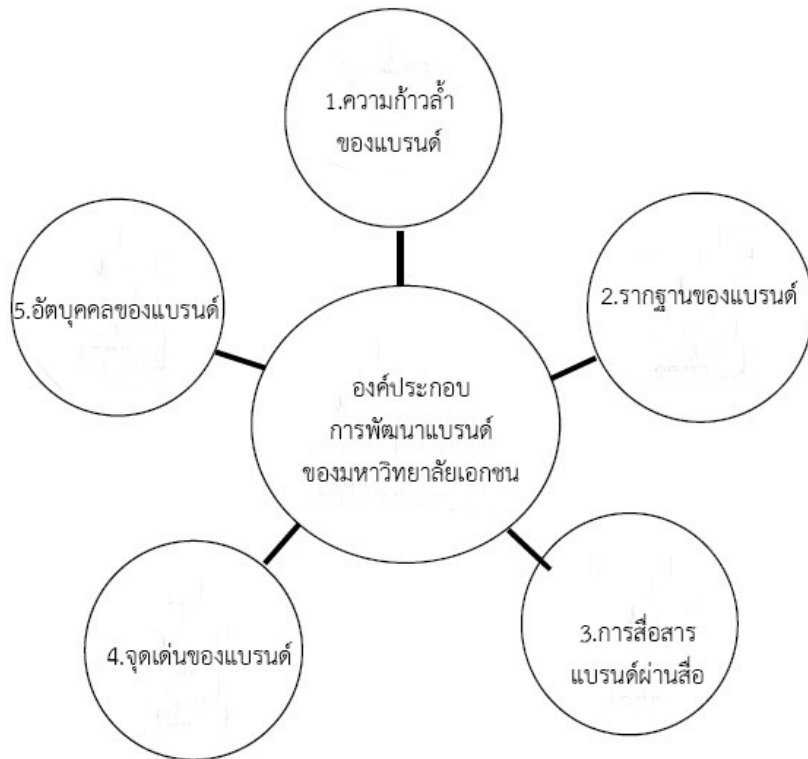 1.ความก้าวล้ำ
ของแบรนด์
2.รากฐานของแบรนด์
3.การสื่อสาร
แบรนด์ผ่านสื่อ
4.จุดเด่นของแบรนด์
5.อัตบุคคลของแบรนด์
องค์ประกอบ
การพัฒนาแบรนด์
ของมหาวิทยาลัยเอกชน